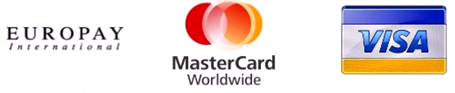 EUROPAY
International
MasterCard
Worldwide
VISA